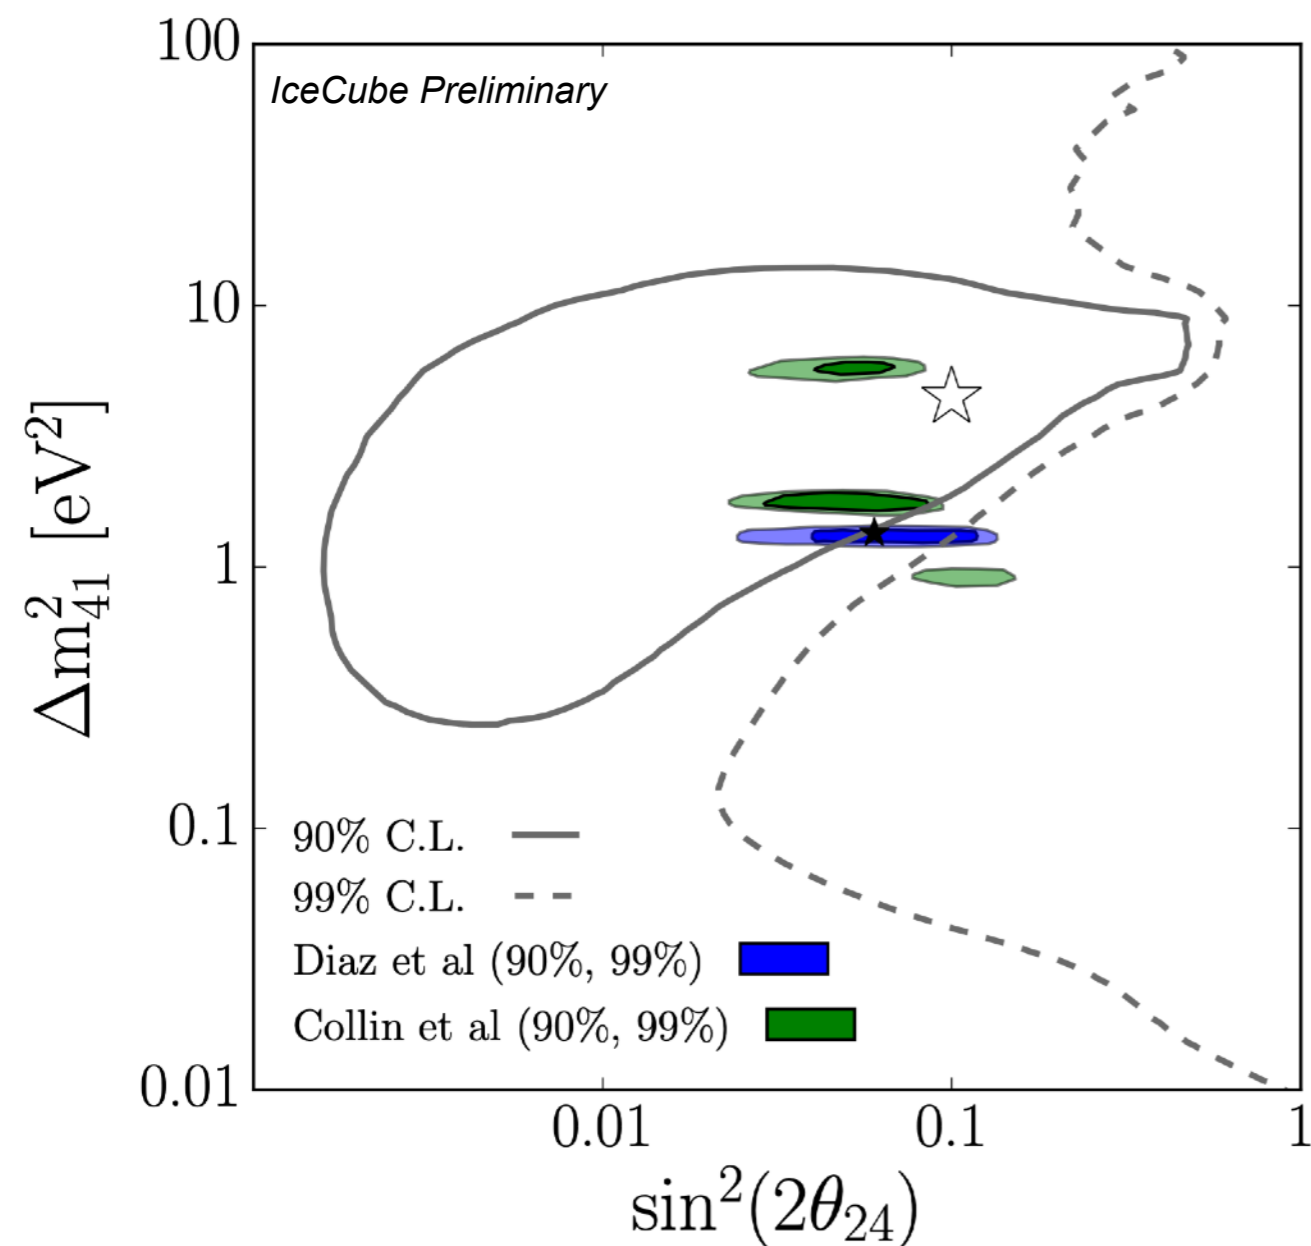 100
IceCube Preliminary
10
1
0.1
0.01
Δm²₄₁ [eV²]
90% C.L.
99% C.L.
Diaz et al (90%, 99%)
Collin et al (90%, 99%)
0.01 0.1 1
sin²(2θ₂₄)